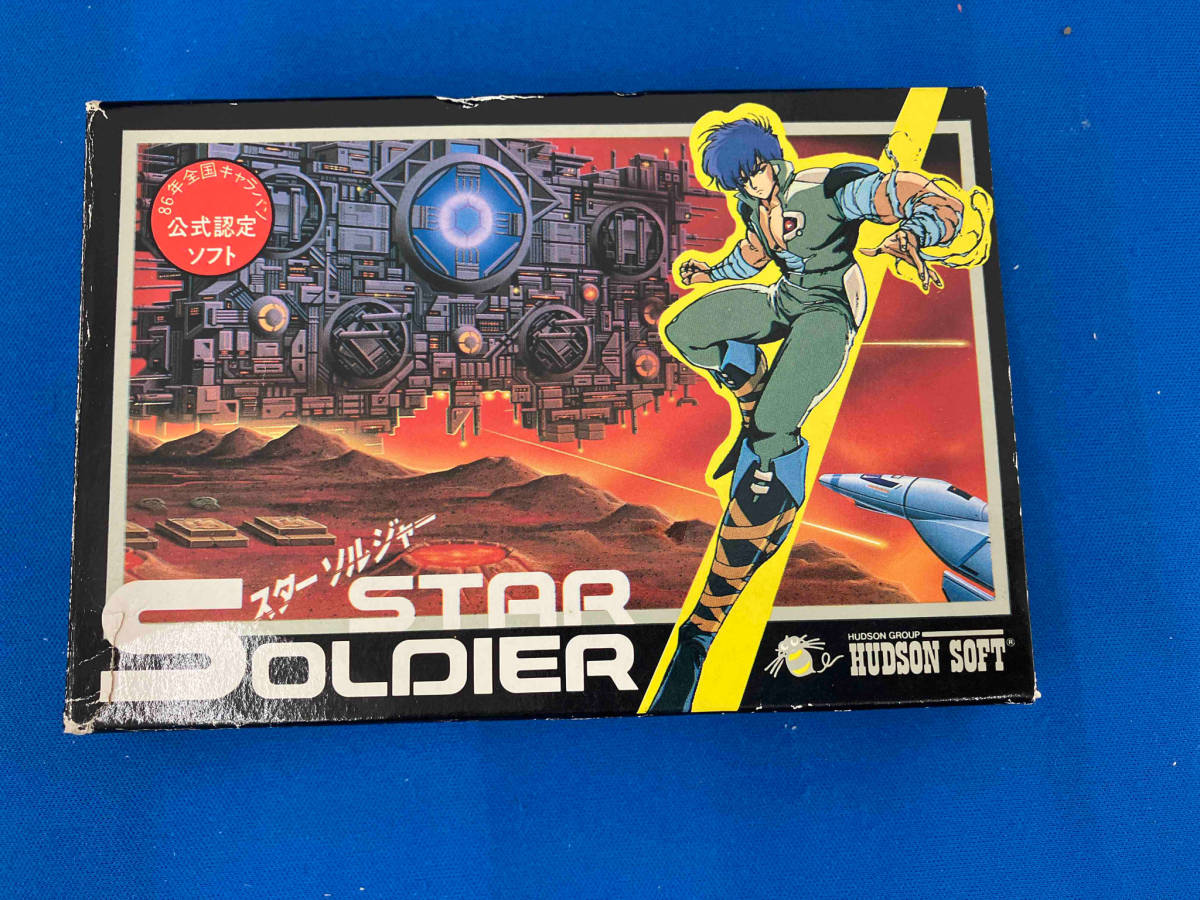 86年全国キャラバン
公式認定
ソフト
スターソルジャー
STAR
SOLDIER
HUDSON GROUP
HUDSON SOFT®